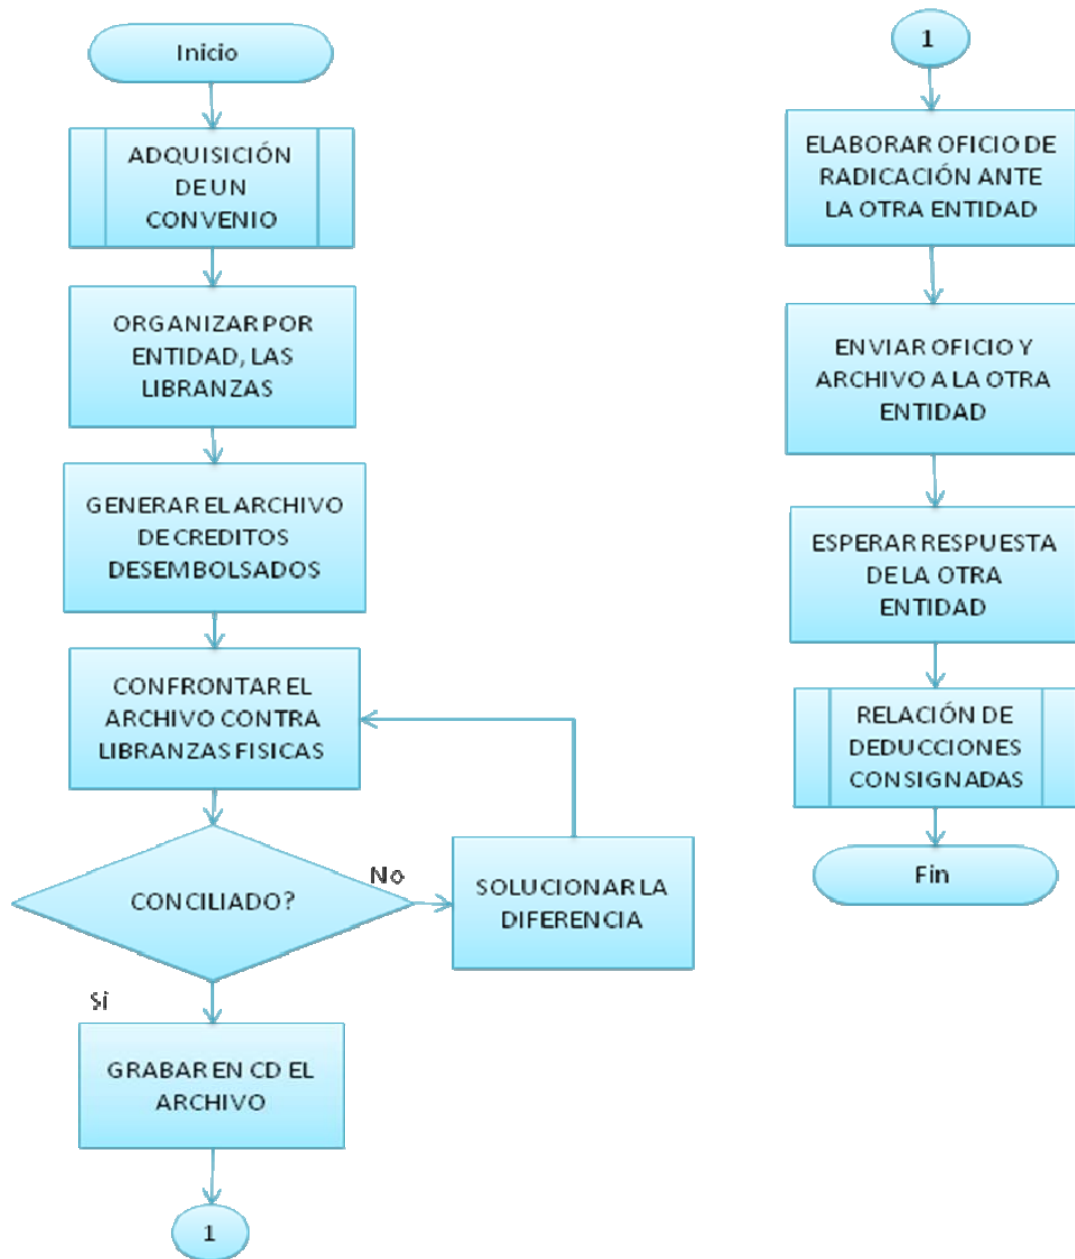 Inicio
ADQUISICIÓN
DE UN
CONVENIO
ORGANIZAR POR
ENTIDAD, LAS
LIBRANZAS
GENERAR EL ARCHIVO
DE CREDITOS
DESEMBOLSADOS
CONFRONTAR EL
ARCHIVO CONTRA
LIBRANZAS FISICAS
CONCILIADO?
No
SOLUCIONAR LA
DIFERENCIA
Si
GRABAR EN CD EL
ARCHIVO
1
1
ELABORAR OFICIO DE
RADICACIÓN ANTE
LA OTRA ENTIDAD
ENVIAR OFICIO Y
ARCHIVO A LA OTRA
ENTIDAD
ESPERAR RESPUESTA
DE LA OTRA
ENTIDAD
RELACIÓN DE
DEDUCCIONES
CONSIGNADAS
Fin